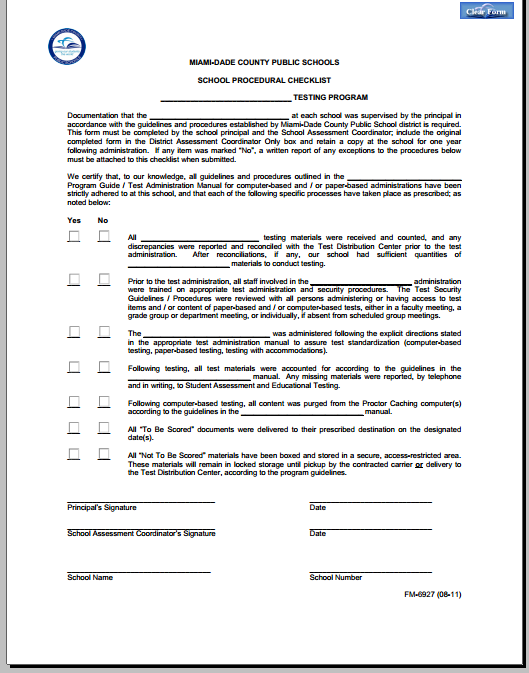 Clear Form
MIAMI-DADE COUNTY PUBLIC SCHOOLS
SCHOOL PROCEDURAL CHECKLIST
______________________________ TESTING PROGRAM
Documentation that the ______________________________ at each school was supervised by the principal in
accordance with the guidelines and procedures established by Miami-Dade County Public School district is required.
This form must be completed by the school principal and the School Assessment Coordinator; include the original
completed form in the District Assessment Coordinator Only box and retain a copy at the school for one year
following administration. If any item was marked “No”, a written report of any exceptions to the procedures below
must be attached to this checklist when submitted.
We certify that, to our knowledge, all guidelines and procedures outlined in the ______________________
Program Guide / Test Administration Manual for computer-based and / or paper-based administrations have been
strictly adhered to at this school, and that each of the following specific processes have taken place as prescribed; as
noted below:
Yes No
All ____________________________ testing materials were received and counted, and any
discrepancies were reported and reconciled with the Test Distribution Center prior to the test
administration. After reconciliations, if any, our school had sufficient quantities of
________________________ materials to conduct testing.
Prior to the test administration, all staff involved in the ________________________ administration
were trained on appropriate test administration and security procedures. The Test Security
Guidelines / Procedures were reviewed with all persons administering or having access to test
items and / or content of paper-based and / or computer-based tests, either in a faculty meeting, a
grade group or department meeting, or individually, if absent from scheduled group meetings.
The ______________________________ was administered following the explicit directions stated
in the appropriate test administration manual to assure test standardization (computer-based
testing, paper-based testing, testing with accommodations).
Following testing, all test materials were accounted for according to the guidelines in the
____________________________ manual. Any missing materials were reported, by telephone
and in writing, to Student Assessment and Educational Testing.
Following computer-based testing, all content was purged from the Proctor Caching computer(s)
according to the guidelines in the ____________________________ manual.
All “To Be Scored” documents were delivered to their prescribed destination on the designated
date(s).
All “Not To Be Scored” materials have been boxed and stored in a secure, access-restricted area.
These materials will remain in locked storage until pickup by the contracted carrier or delivery to
the Test Distribution Center, according to the program guidelines.
Principal’s Signature Date
School Assessment Coordinator’s Signature Date
School Name School Number
FM-6927 (08-11)